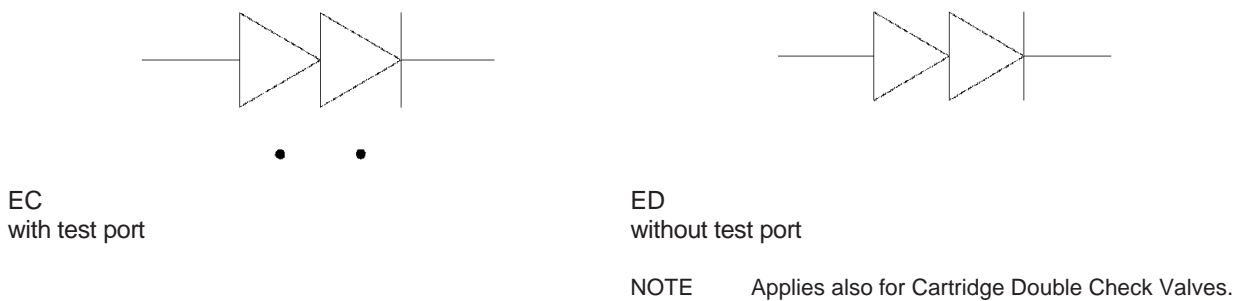 EC
with test port
ED
without test port
NOTE Applies also for Cartridge Double Check Valves.